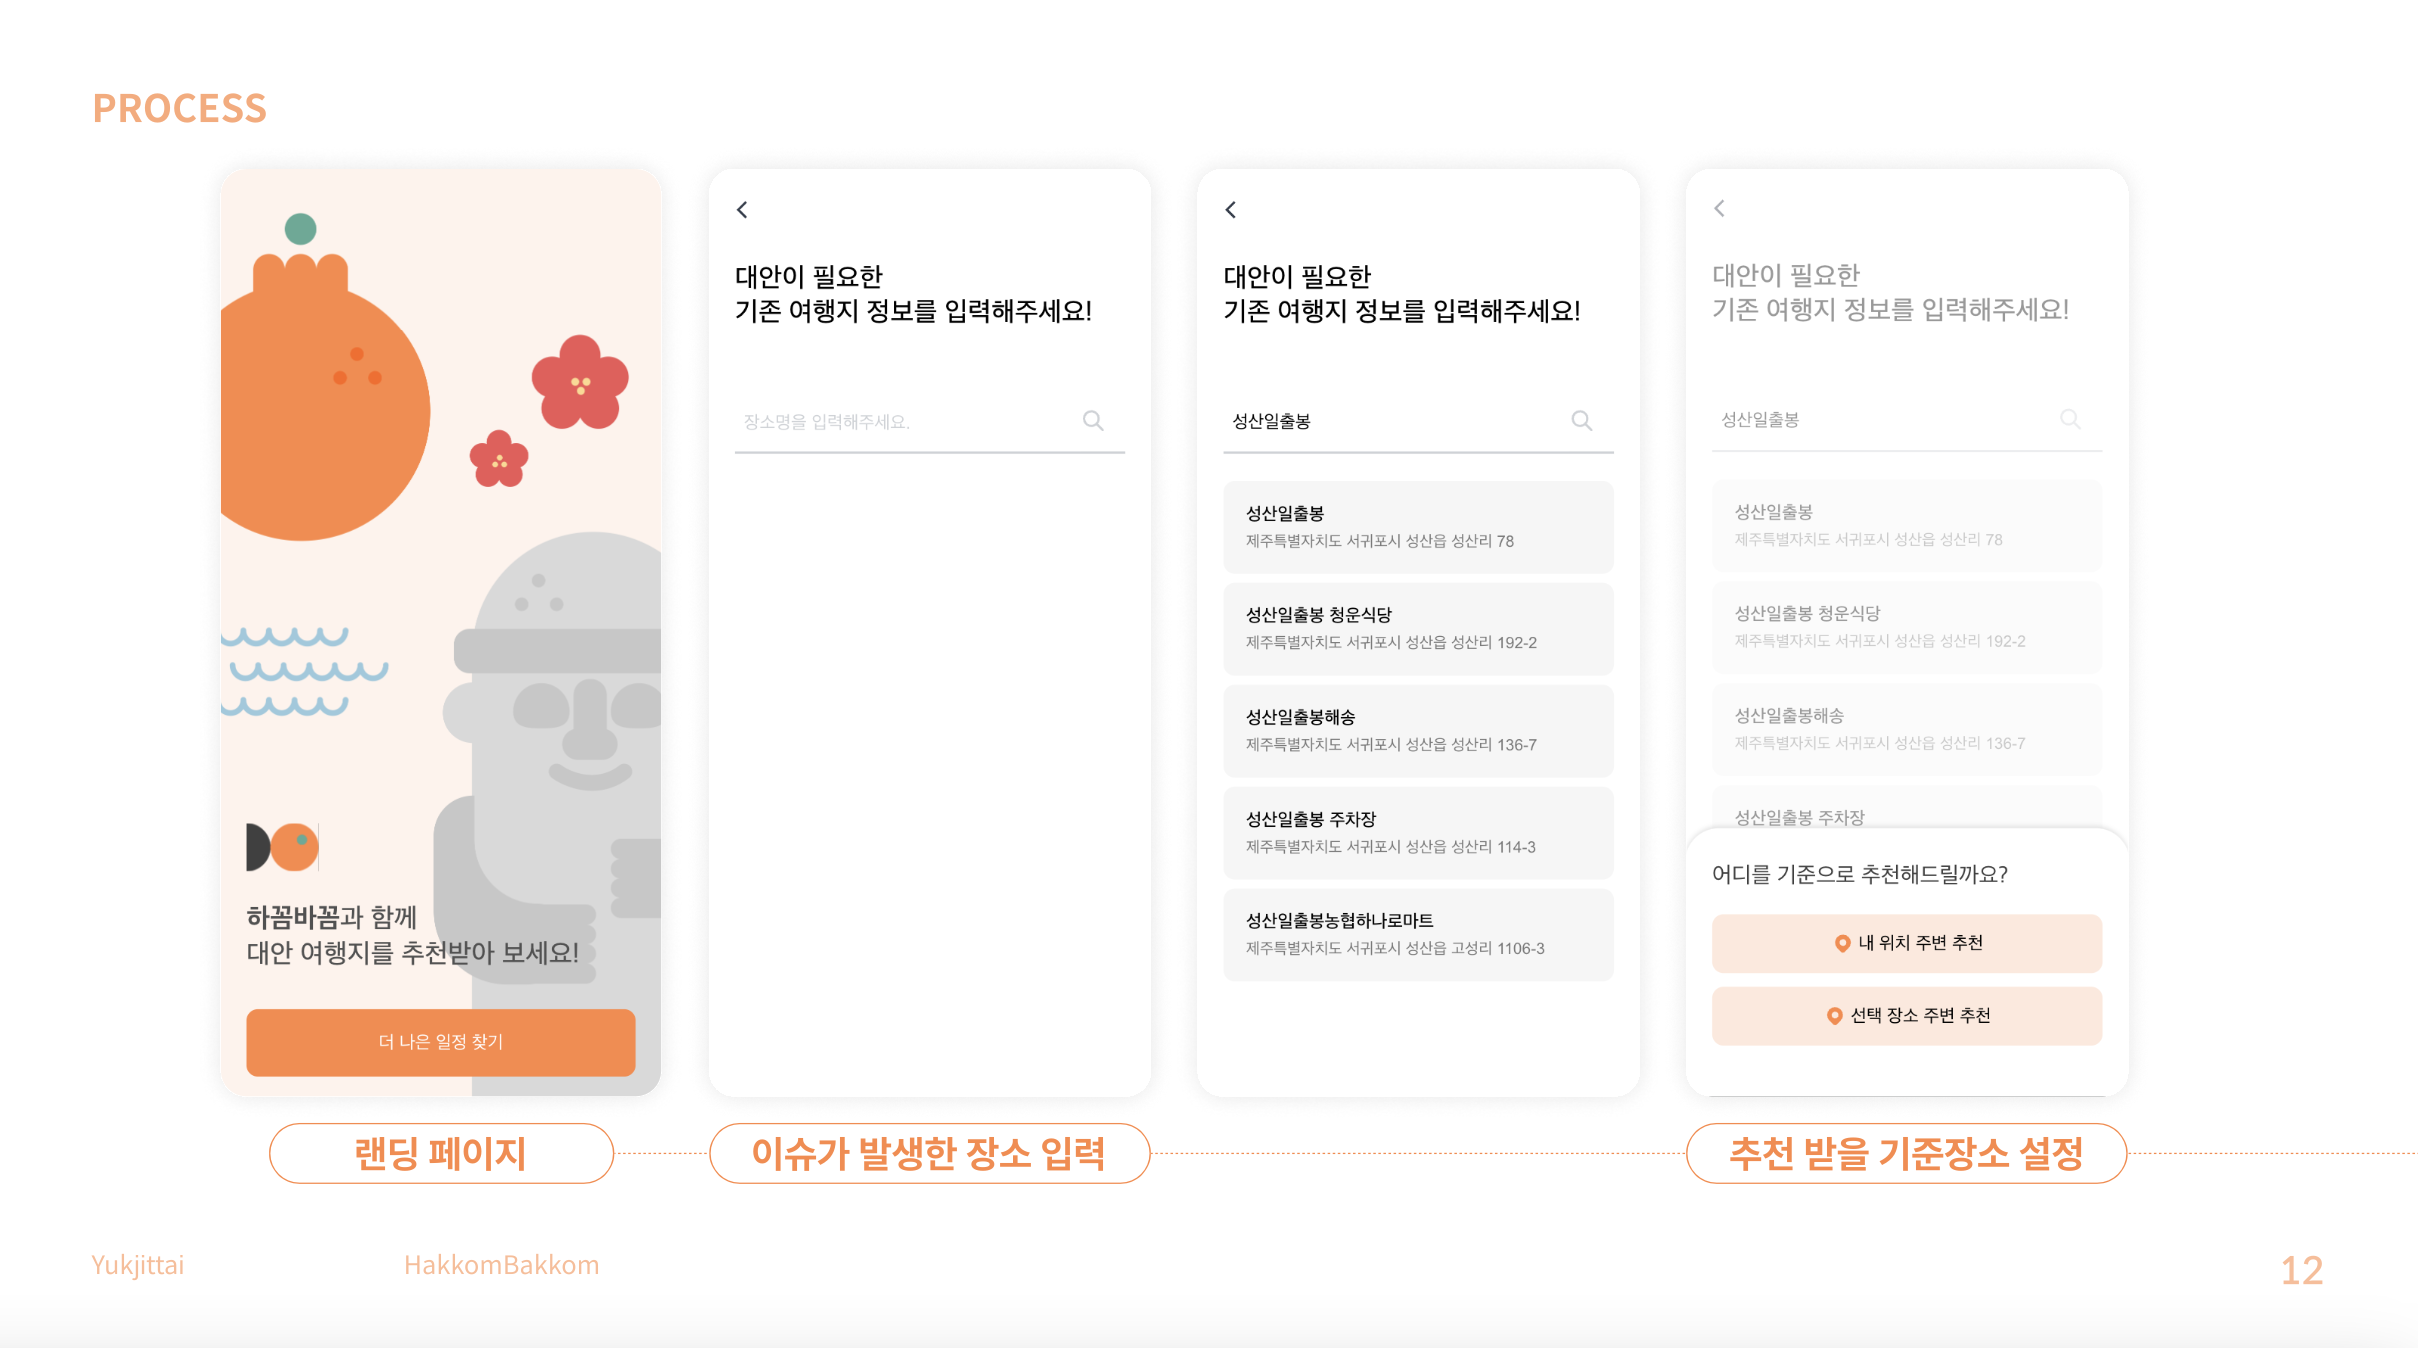 PROCESS
하꼼바꼼과 함께
대안 여행지를 추천받아 보세요!
더 나은 일정 찾기
대안이 필요한
기존 여행지 정보를 입력해주세요!
장소명을 입력해주세요.
대안이 필요한
기존 여행지 정보를 입력해주세요!
성산일출봉
성산일출봉
제주특별자치도 서귀포시 성산읍 성산리 78
성산일출봉 청운식당
제주특별자치도 서귀포시 성산읍 성산리 192-2
성산일출봉해송
제주특별자치도 서귀포시 성산읍 성산리 136-7
성산일출봉 주차장
제주특별자치도 서귀포시 성산읍 성산리 114-3
성산일출봉농협하나로마트
제주특별자치도 서귀포시 성산읍 고성리 1106-3
대안이 필요한
기존 여행지 정보를 입력해주세요!
성산일출봉
성산일출봉
제주특별자치도 서귀포시 성산읍 성산리 78
성산일출봉 청운식당
제주특별자치도 서귀포시 성산읍 성산리 192-2
성산일출봉해송
제주특별자치도 서귀포시 성산읍 성산리 136-7
성산일출봉 주차장
어디를 기준으로 추천해드릴까요?
내 위치 주변 추천
선택 장소 주변 추천
랜딩 페이지
이슈가 발생한 장소 입력
추천 받을 기준장소 설정
Yukjittai
HakkomBakkom
12